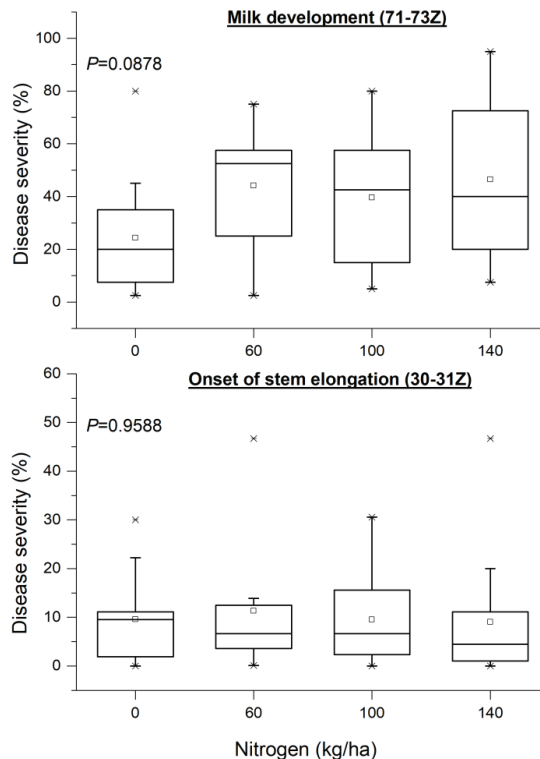 Milk development (71-73Z)
100
P=0.0878
80
60
40
20
0
Disease severity (%)
0 60 100 140
Onset of stem elongation (30-31Z)
60
P=0.9588
50
40
30
20
10
0
Disease severity (%)
0 60 100 140
Nitrogen (kg/ha)